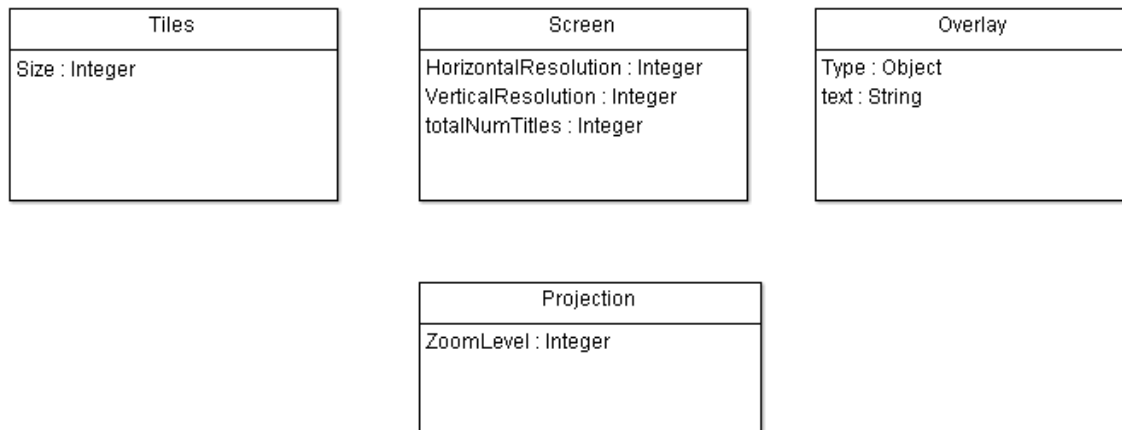 Tiles
Size : Integer
Screen
HorizontalResolution : Integer
VerticalResolution : Integer
totalNumTitles : Integer
Overlay
Type : Object
text : String
Projection
ZoomLevel : Integer